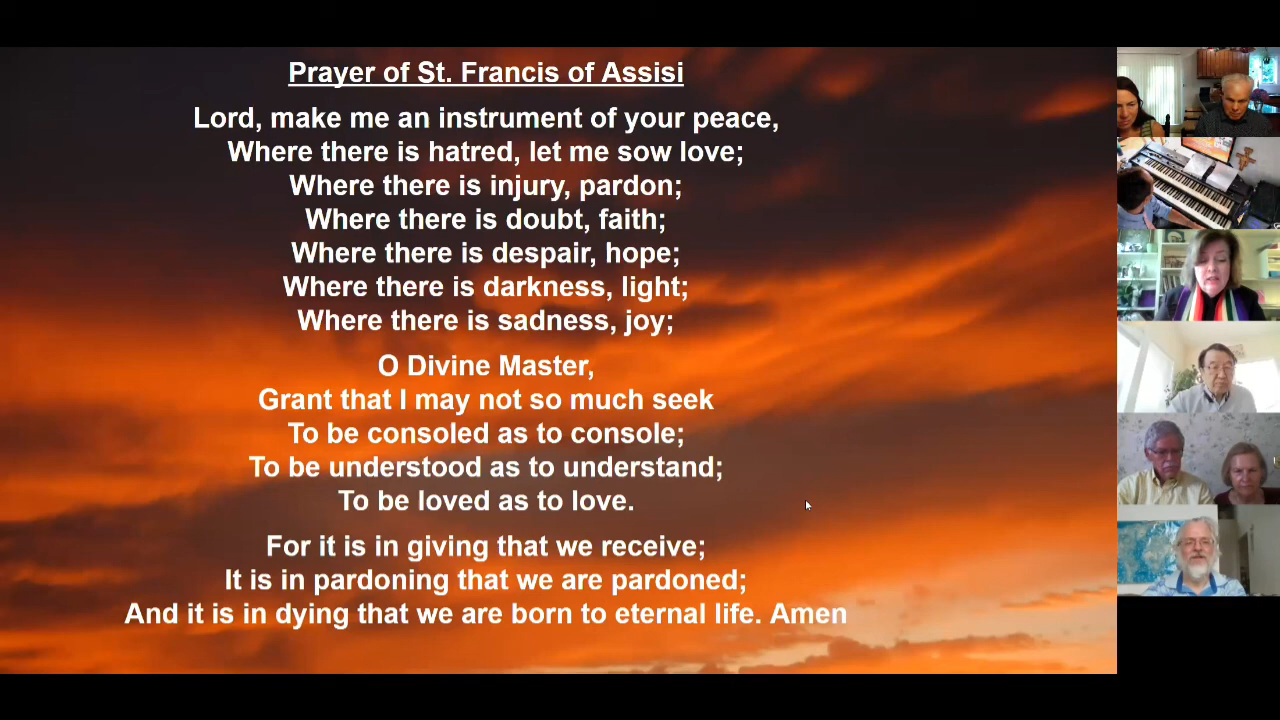 Prayer of St. Francis of Assisi
Lord, make me an instrument of your peace,
Where there is hatred, let me sow love;
Where there is injury, pardon;
Where there is doubt, faith;
Where there is despair, hope;
Where there is darkness, light;
Where there is sadness, joy;
O Divine Master,
Grant that I may not so much seek
To be consoled as to console;
To be understood as to understand;
To be loved as to love.
For it is in giving that we receive;
It is in pardoning that we are pardoned;
And it is in dying that we are born to eternal life. Amen